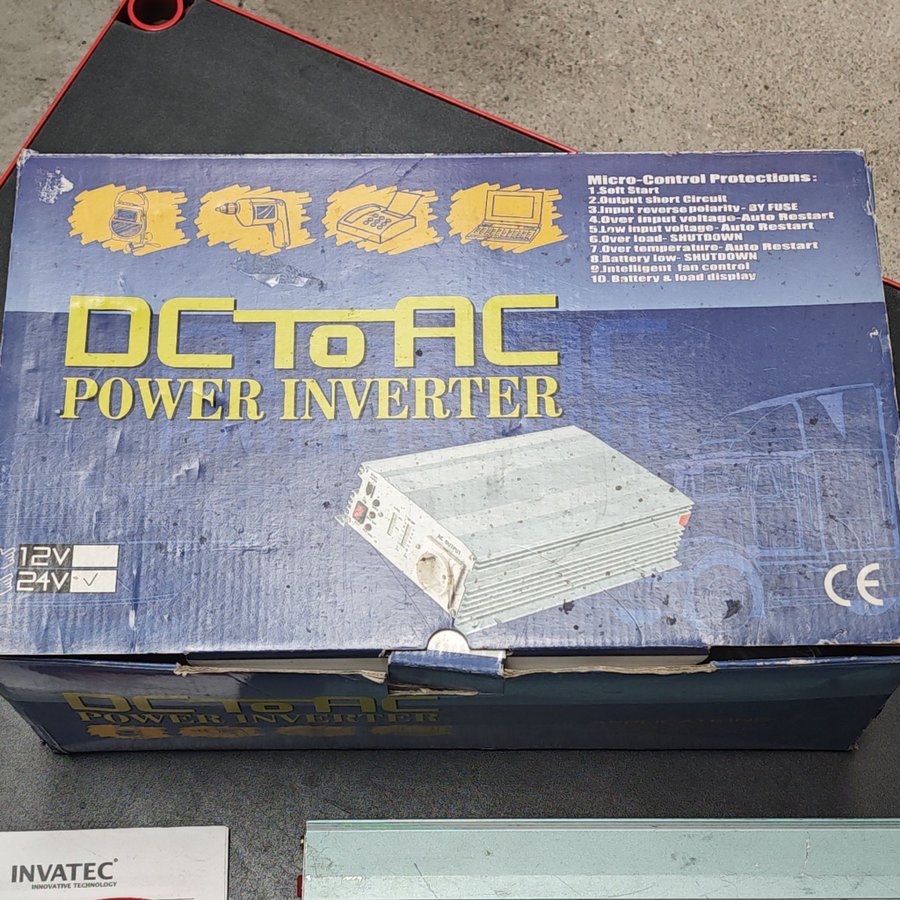 Micro-Control Protections:
1.Soft Start
2.Output short Circuit
3.Input reverse polarity- BY FUSE
4.Over input voltage-Auto Restart
5.Low input voltage- Auto Restart
6.Over load- SHUTDOWN
7.Over temperature- Auto Restart
8.Battery low- SHUTDOWN
9.Intelligent fan control
10. Battery & load display
DC To AC
POWER INVERTER
AC OUTPUT
12V
24V ✓
CE
DC To AC
POWER INVERTER
INVATEC®
INNOVATIVE TECHNOLOGY